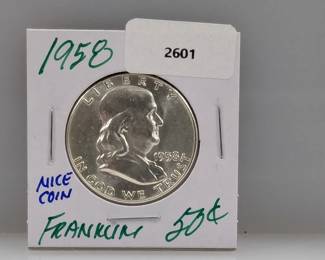 2601
1958
LIBERTY
1958
IN GOD WE TRUST
NICE
COIN
FRANKLIN 50¢